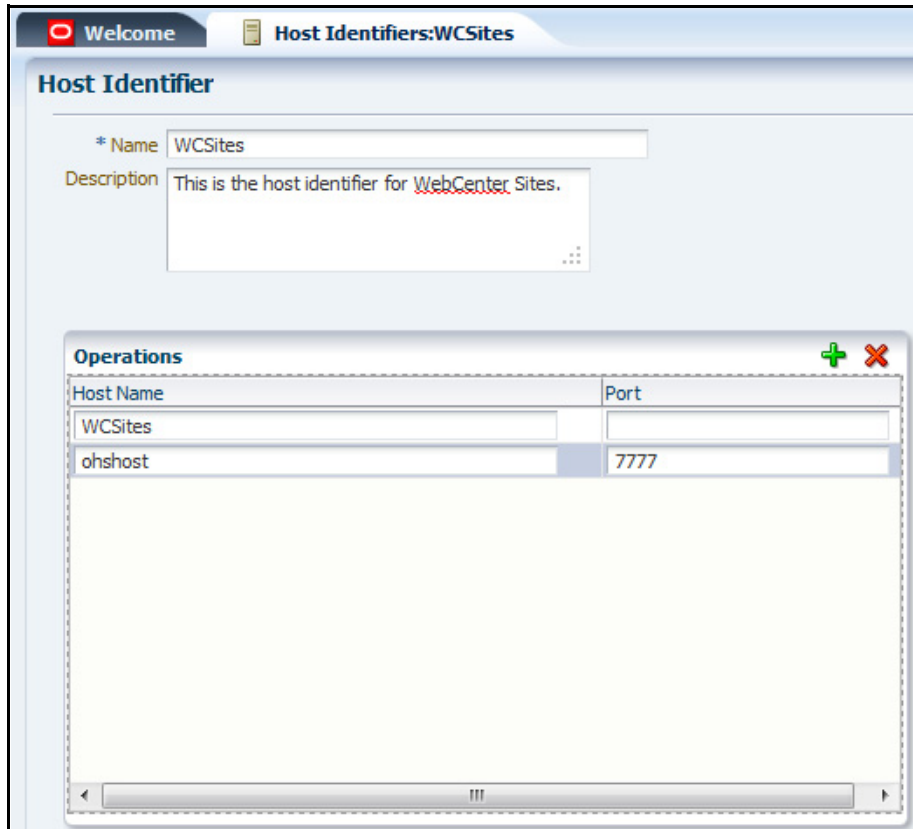 Welcome
Host Identifiers:WCSites
Host Identifier
* Name WCSites
Description This is the host identifier for WebCenter Sites.
Operations
Host Name Port
WCSites
ohshost 7777